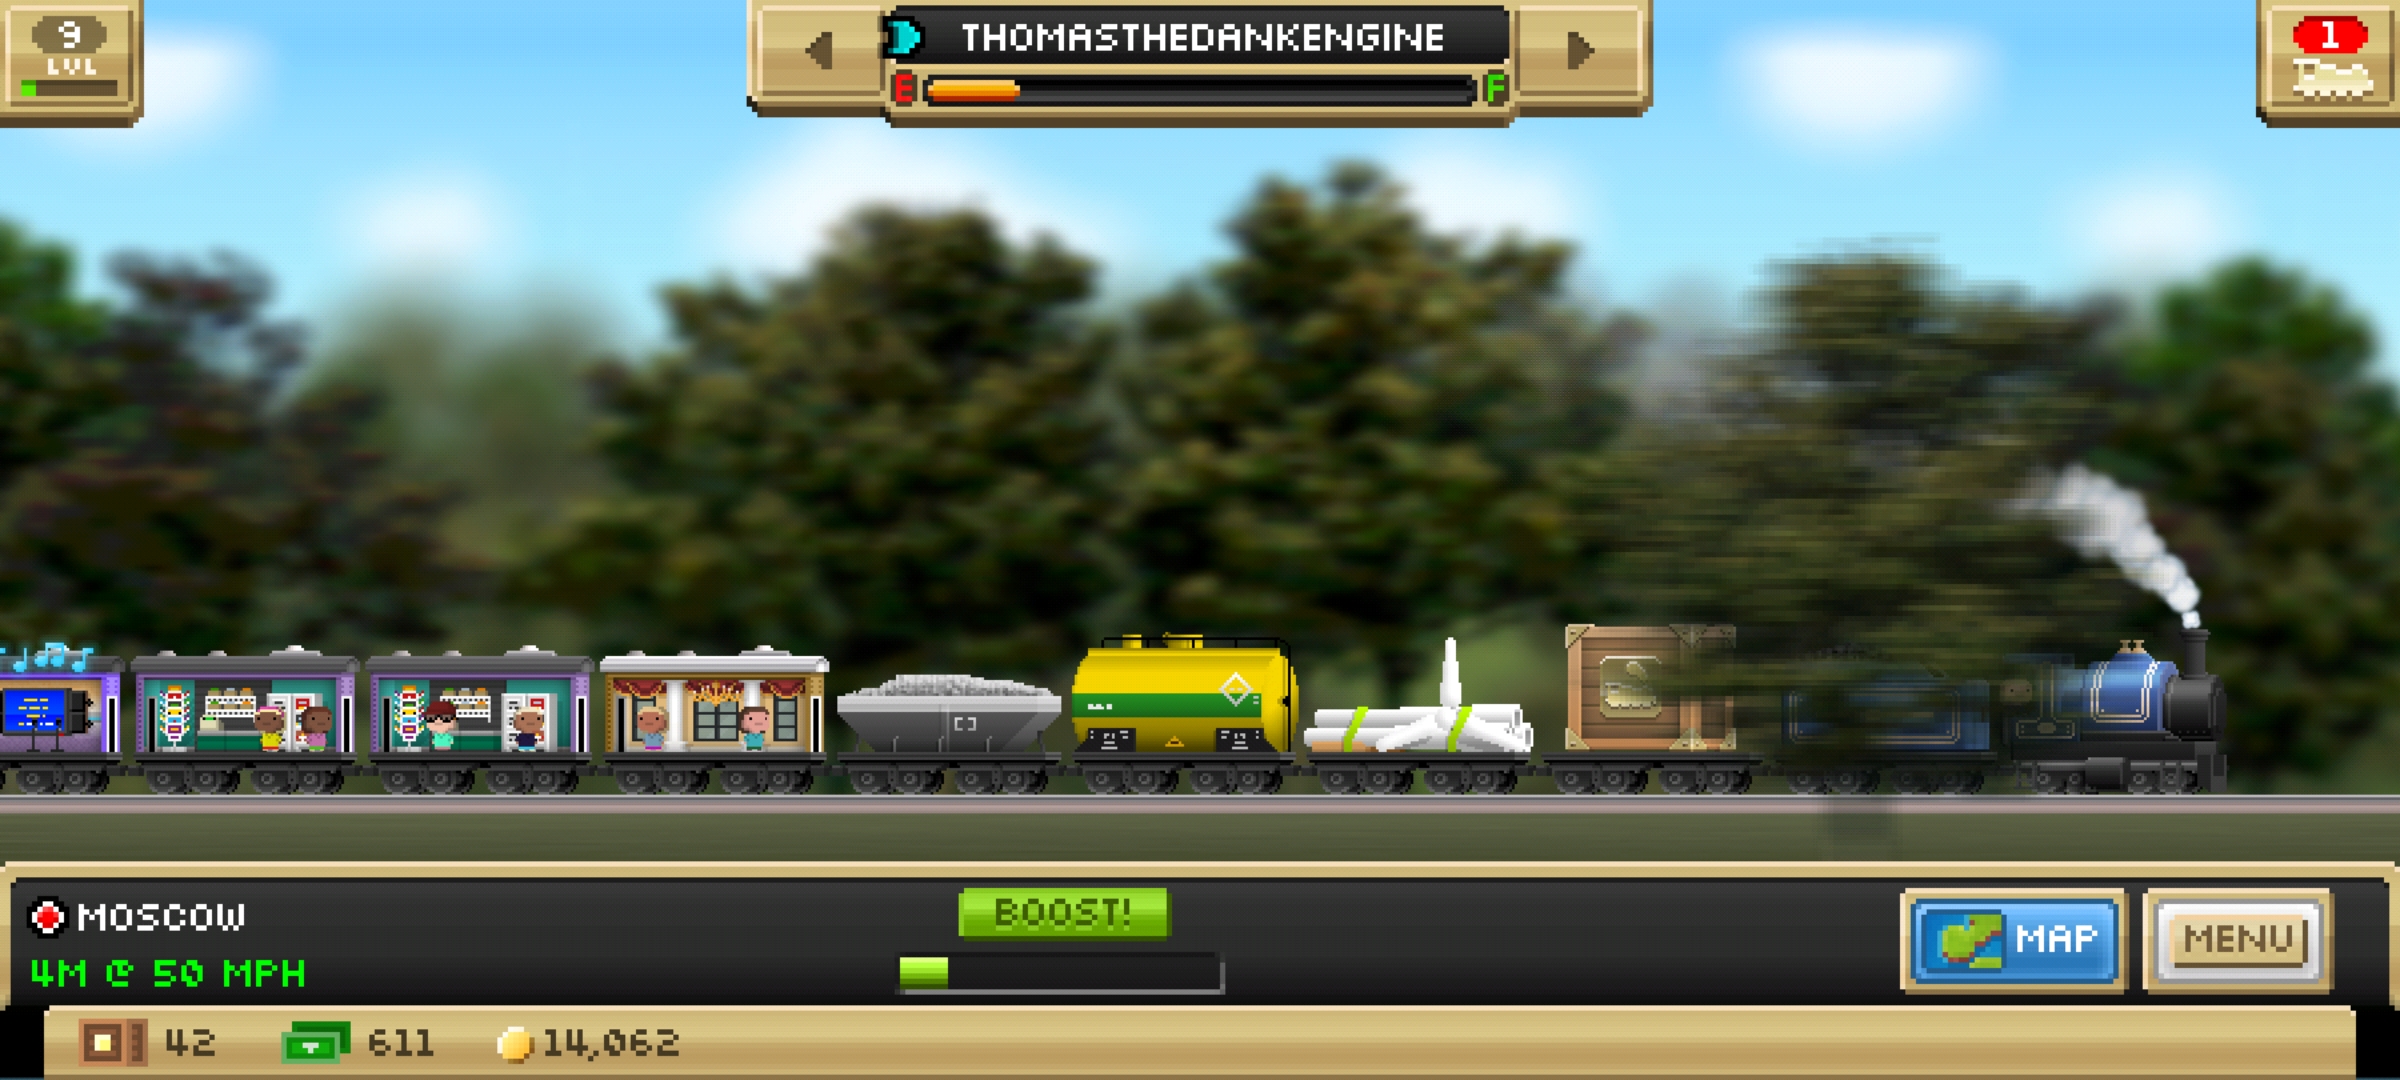 9
LVL
THOMASTHEDANKENGINE
E F
1
MOSCOW
4M @ 50 MPH
BOOST!
MAP
MENU
42
611
14,062